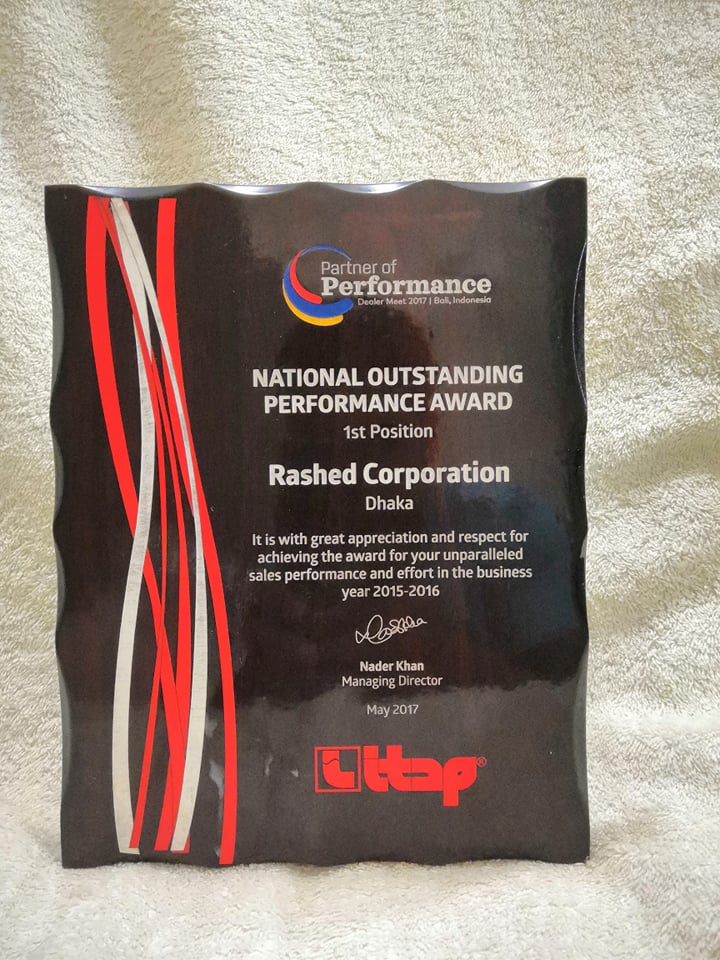 Partner of
Performance
Dealer Meet 2017 | Bali, Indonesia
NATIONAL OUTSTANDING
PERFORMANCE AWARD
1st Position
Rashed Corporation
Dhaka
It is with great appreciation and respect for
achieving the award for your unparalleled
sales performance and effort in the business
year 2015-2016
Nader Khan
Managing Director
May 2017
ttap®